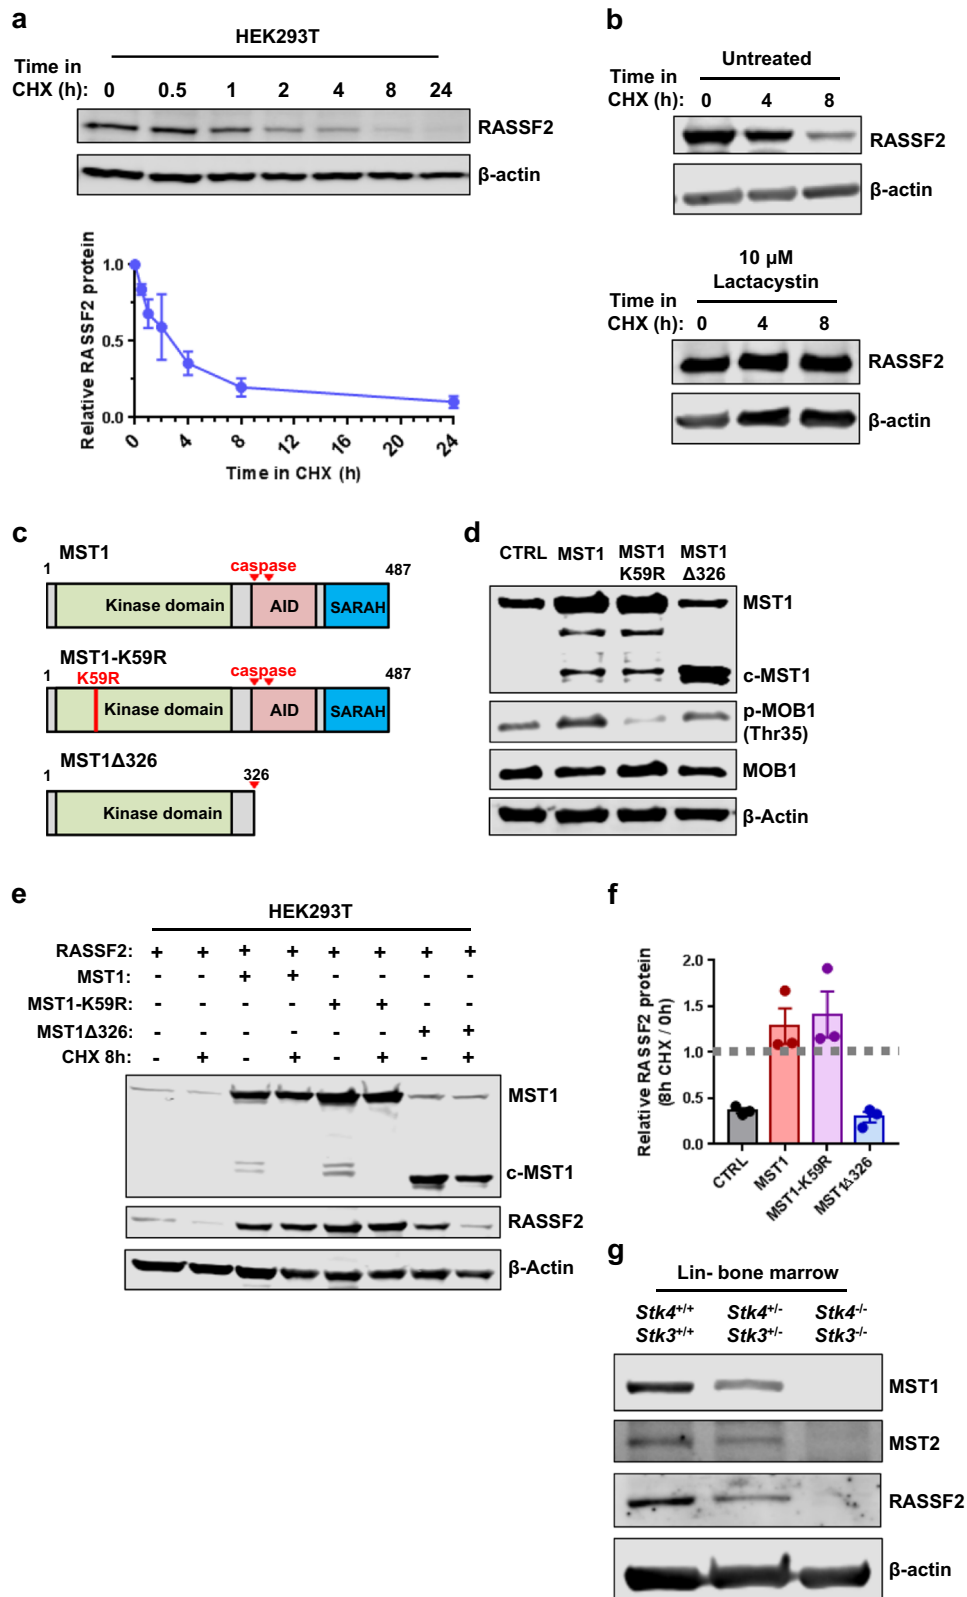 a
HEK293T
Time in
CHX (h): 0 0.5 1 2 4 8 24
RASSF2
β-actin
Relative RASSF2 protein
1.0
0.5
0.0
0 4 8 12 16 20 24
Time in CHX (h)
b
Untreated
Time in
CHX (h): 0 4 8
RASSF2
β-actin
10 µM
Lactacystin
Time in
CHX (h): 0 4 8
RASSF2
β-actin
c
MST1
1 caspase 487
Kinase domain AID SARAH
MST1-K59R
1 K59R caspase 487
Kinase domain AID SARAH
MST1Δ326
1 326
Kinase domain
d
CTRL MST1 MST1 K59R MST1 Δ326
MST1
c-MST1
p-MOB1
(Thr35)
MOB1
β-Actin
e
HEK293T
RASSF2: + + + + + + + +
MST1: - - + + - - - -
MST1-K59R: - - - - + + - -
MST1Δ326: - - - - - - + +
CHX 8h: - + - + - + - +
MST1
c-MST1
RASSF2
β-Actin
f
Relative RASSF2 protein
(8h CHX / 0h)
2.0
1.5
1.0
0.5
0.0
CTRL
MST1
MST1-K59R
MST1Δ326
g
Lin- bone marrow
Stk4+/+ Stk4+/- Stk4-/-
Stk3+/+ Stk3+/- Stk3-/-
MST1
MST2
RASSF2
β-actin